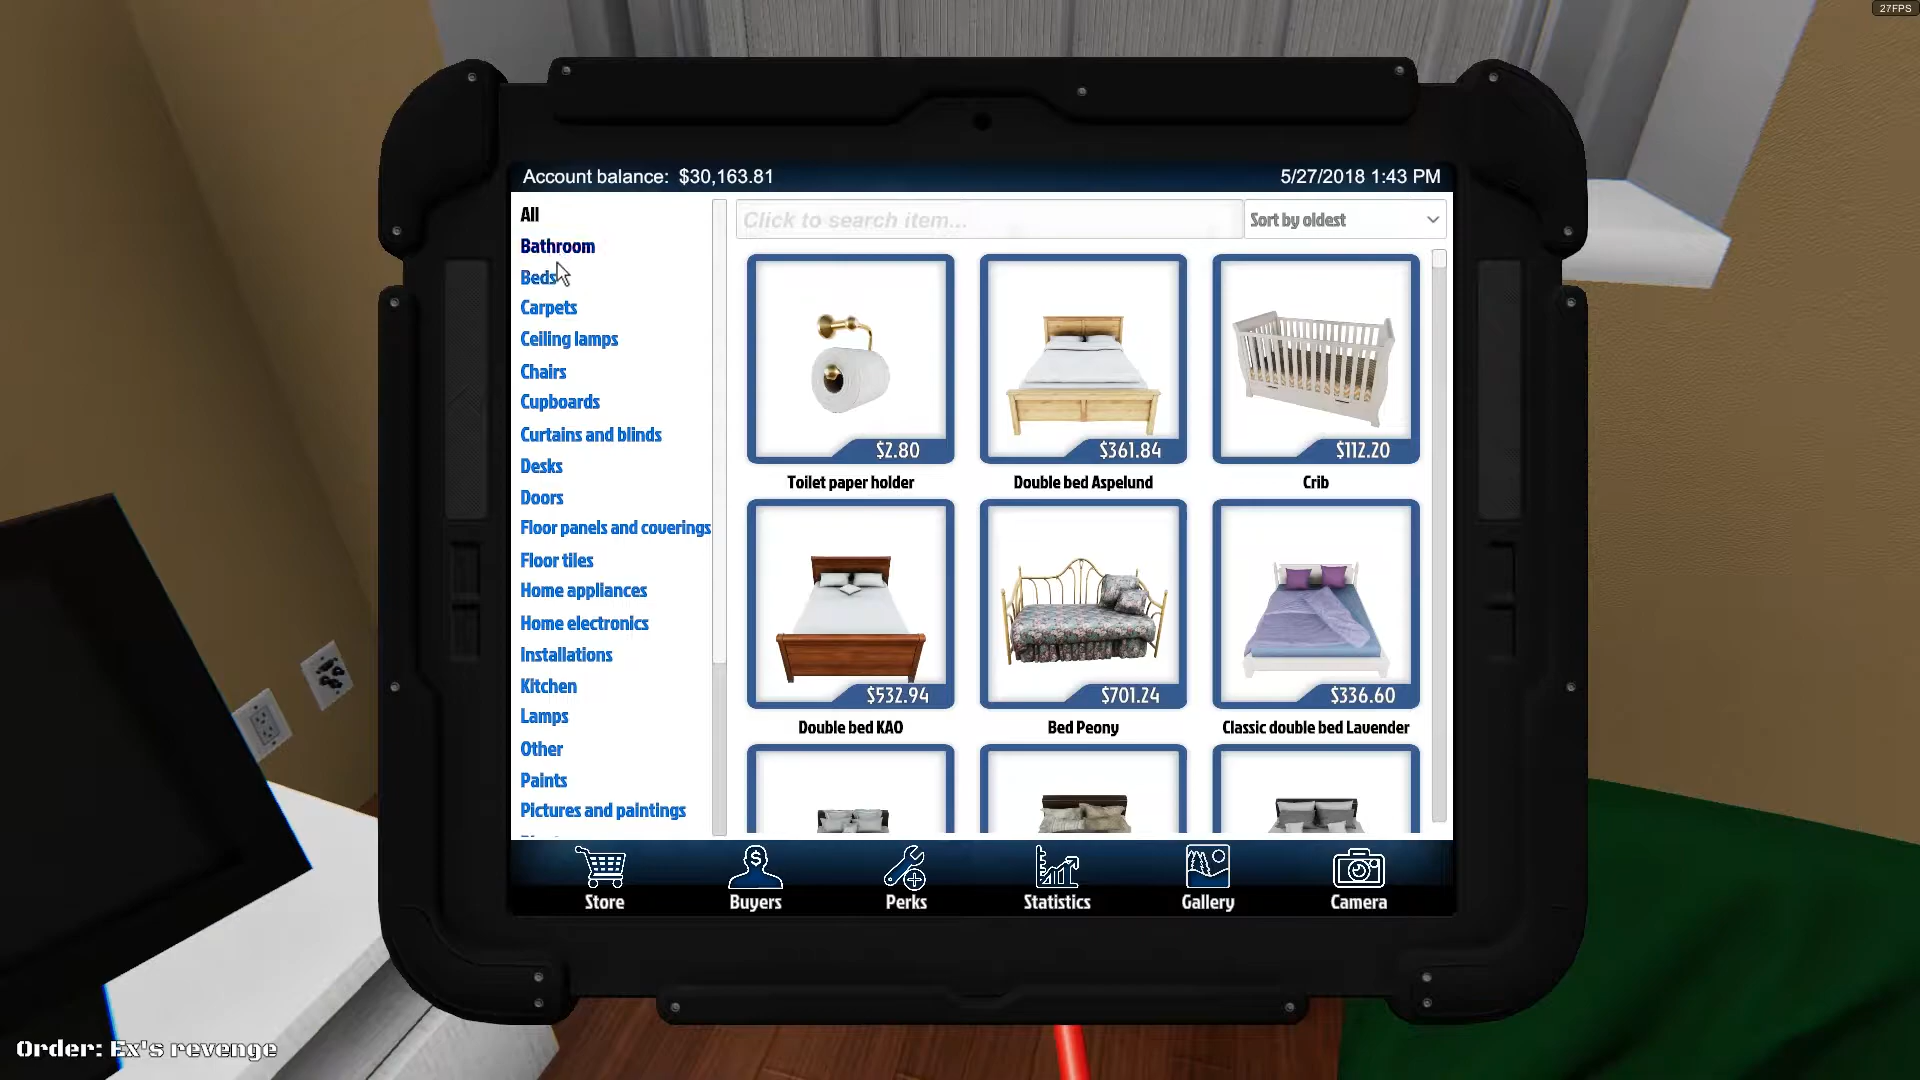 27FPS
Account balance: $30,163.81
5/27/2018 1:43 PM
All
Bathroom
Beds
Carpets
Ceiling lamps
Chairs
Cupboards
Curtains and blinds
Desks
Doors
Floor panels and coverings
Floor tiles
Home appliances
Home electronics
Installations
Kitchen
Lamps
Other
Paints
Pictures and paintings
Click to search item...
Sort by oldest
$2.80
$361.84
$112.20
Toilet paper holder
Double bed Aspelund
Crib
$532.94
$701.24
$336.60
Double bed KAO
Bed Peony
Classic double bed Lavender
Store
Buyers
Perks
Statistics
Gallery
Camera
Order: Ex's revenge